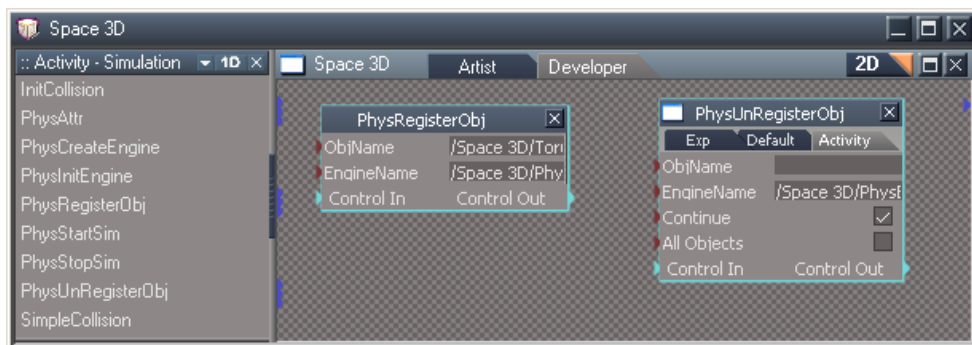 Space 3D
:: Activity - Simulation 1D
InitCollision
PhysAttr
PhysCreateEngine
PhysInitEngine
PhysRegisterObj
PhysStartSim
PhysStopSim
PhysUnRegisterObj
SimpleCollision
Space 3D Artist Developer 2D
PhysRegisterObj
ObjName /Space 3D/Toru
EngineName /Space 3D/Phy
Control In Control Out
PhysUnRegisterObj
Exp Default Activity
ObjName
EngineName /Space 3D/PhysE
Continue
All Objects
Control In Control Out